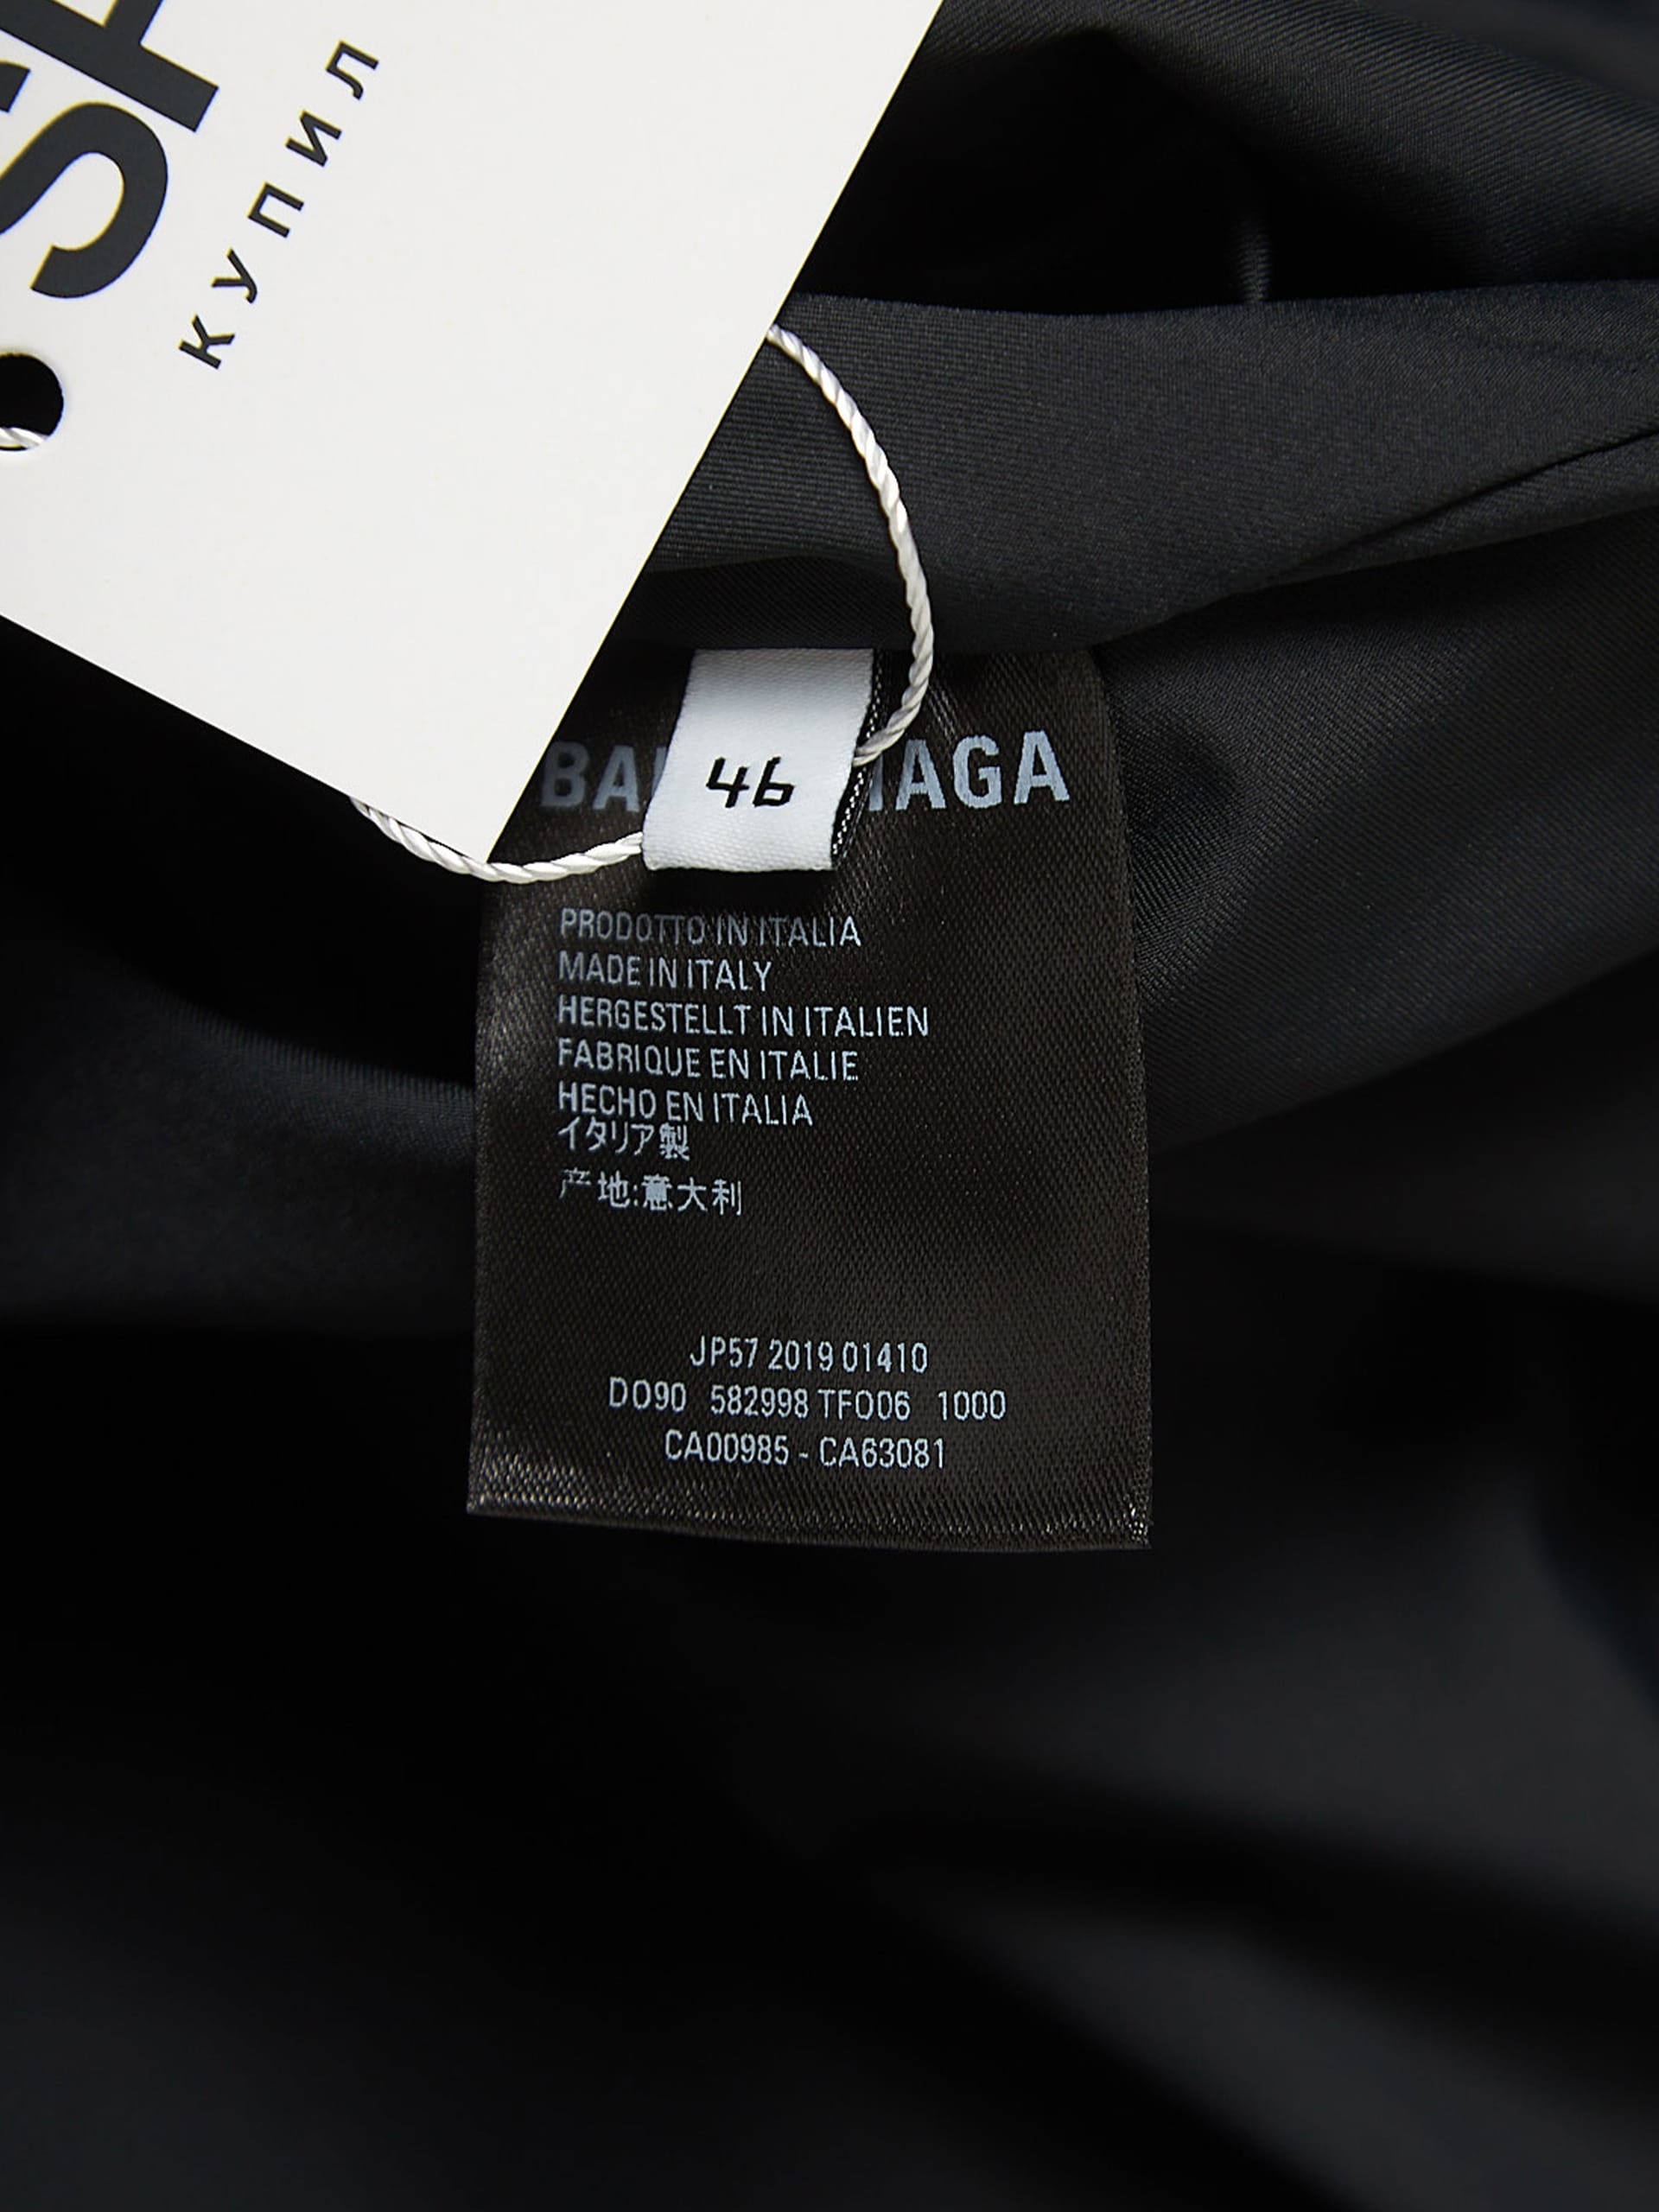 КУПИЛ
46
PRODOTTO IN ITALIA
MADE IN ITALY
HERGESTELLT IN ITALIEN
FABRIQUE EN ITALIE
HECHO EN ITALIA
イタリア製
产地:意大利
JP57 2019 01410
DO90 582998 TFO06 1000
CA00985 - CA63081